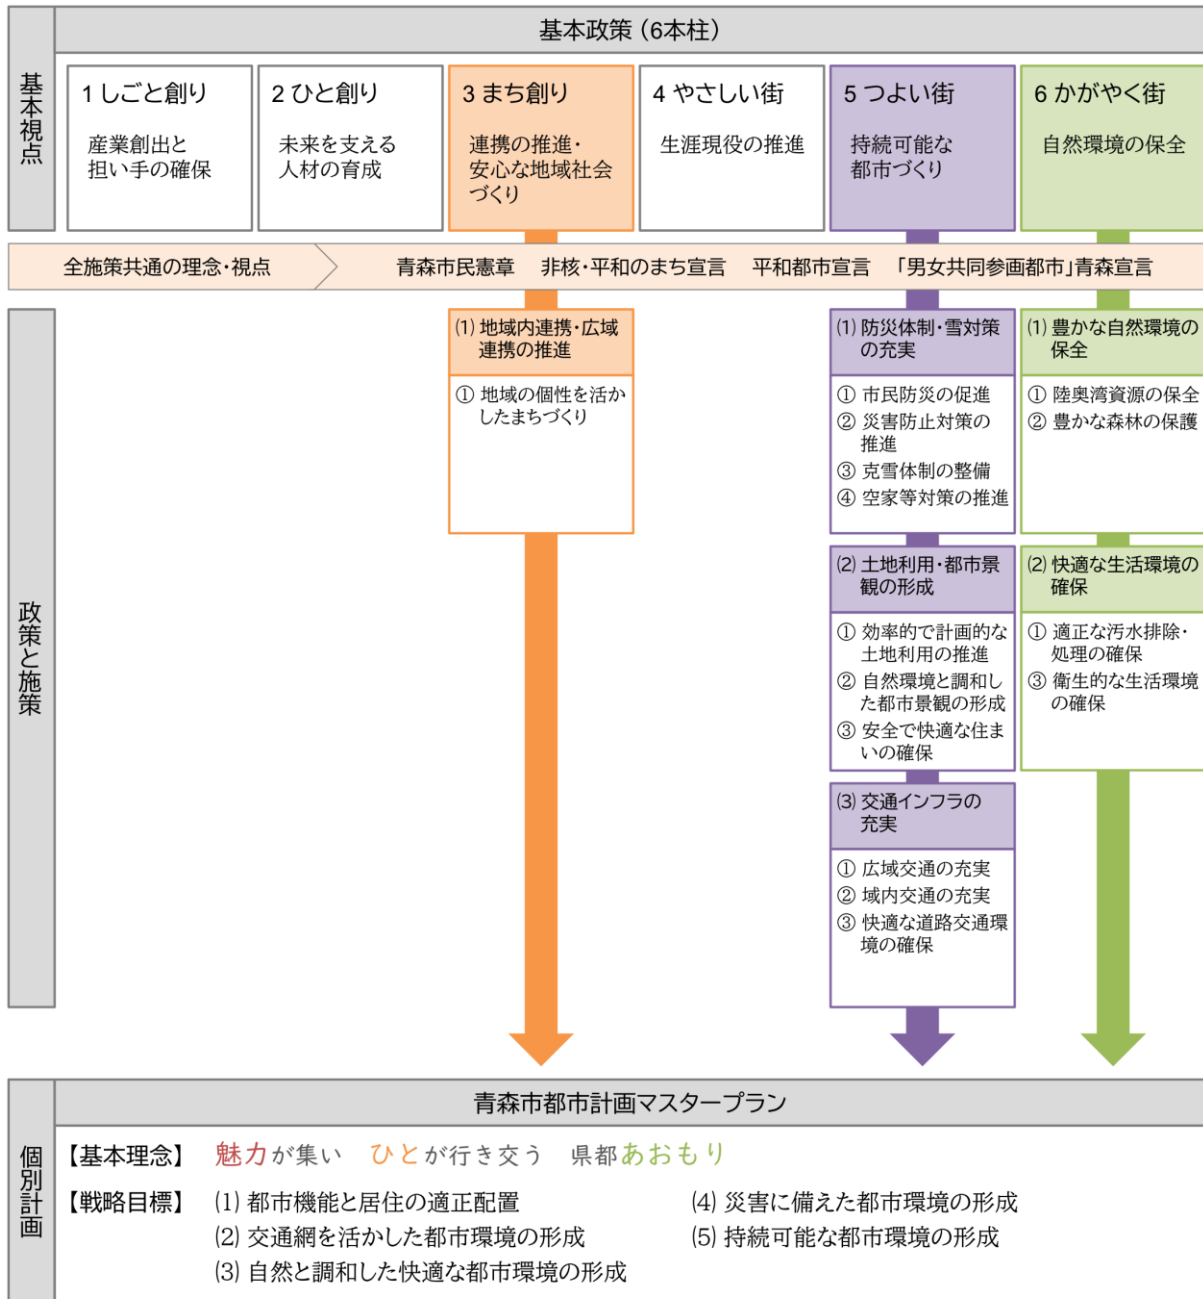 基本政策（6本柱）
基本視点
1 しごと創り
産業創出と
担い手の確保
2 ひと創り
未来を支える
人材の育成
3 まち創り
連携の推進・
安心な地域社会
づくり
4 やさしい街
生涯現役の推進
5 つよい街
持続可能な
都市づくり
6 かがやく街
自然環境の保全
全施策共通の理念・視点
青森市民憲章　非核・平和のまち宣言　平和都市宣言　「男女共同参画都市」青森宣言
政策と施策
⑴ 地域内連携・広域
連携の推進
① 地域の個性を活か
したまちづくり
⑴ 防災体制・雪対策
の充実
① 市民防災の促進
② 災害防止対策の
推進
③ 克雪体制の整備
④ 空家等対策の推進
⑵ 土地利用・都市景
観の形成
① 効率的で計画的な
土地利用の推進
② 自然環境と調和し
た都市景観の形成
③ 安全で快適な住ま
いの確保
⑶ 交通インフラの
充実
① 広域交通の充実
② 域内交通の充実
③ 快適な道路交通環
境の確保
⑴ 豊かな自然環境の
保全
① 陸奥湾資源の保全
② 豊かな森林の保護
⑵ 快適な生活環境の
確保
① 適正な汚水排除・
処理の確保
③ 衛生的な生活環境
の確保
個別計画
青森市都市計画マスタープラン
【基本理念】　魅力が集い　ひとが行き交う　県都あおもり
【戦略目標】　⑴ 都市機能と居住の適正配置
⑵ 交通網を活かした都市環境の形成
⑶ 自然と調和した快適な都市環境の形成
⑷ 災害に備えた都市環境の形成
⑸ 持続可能な都市環境の形成